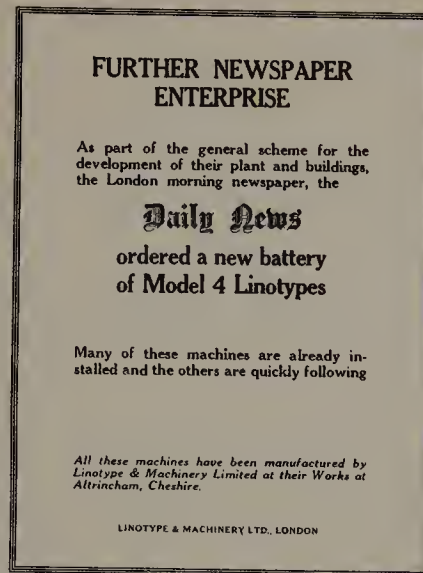 FURTHER NEWSPAPER
ENTERPRISE
As part of the general scheme for the
development of their plant and buildings,
the London morning newspaper, the
Daily News
ordered a new battery
of Model 4 Linotypes
Many of these machines are already in-
stalled and the others are quickly following
All these machines have been manufactured by
Linotype & Machinery Limited at their Works at
Altrincham, Cheshire.
LINOTYPE & MACHINERY LTD., LONDON